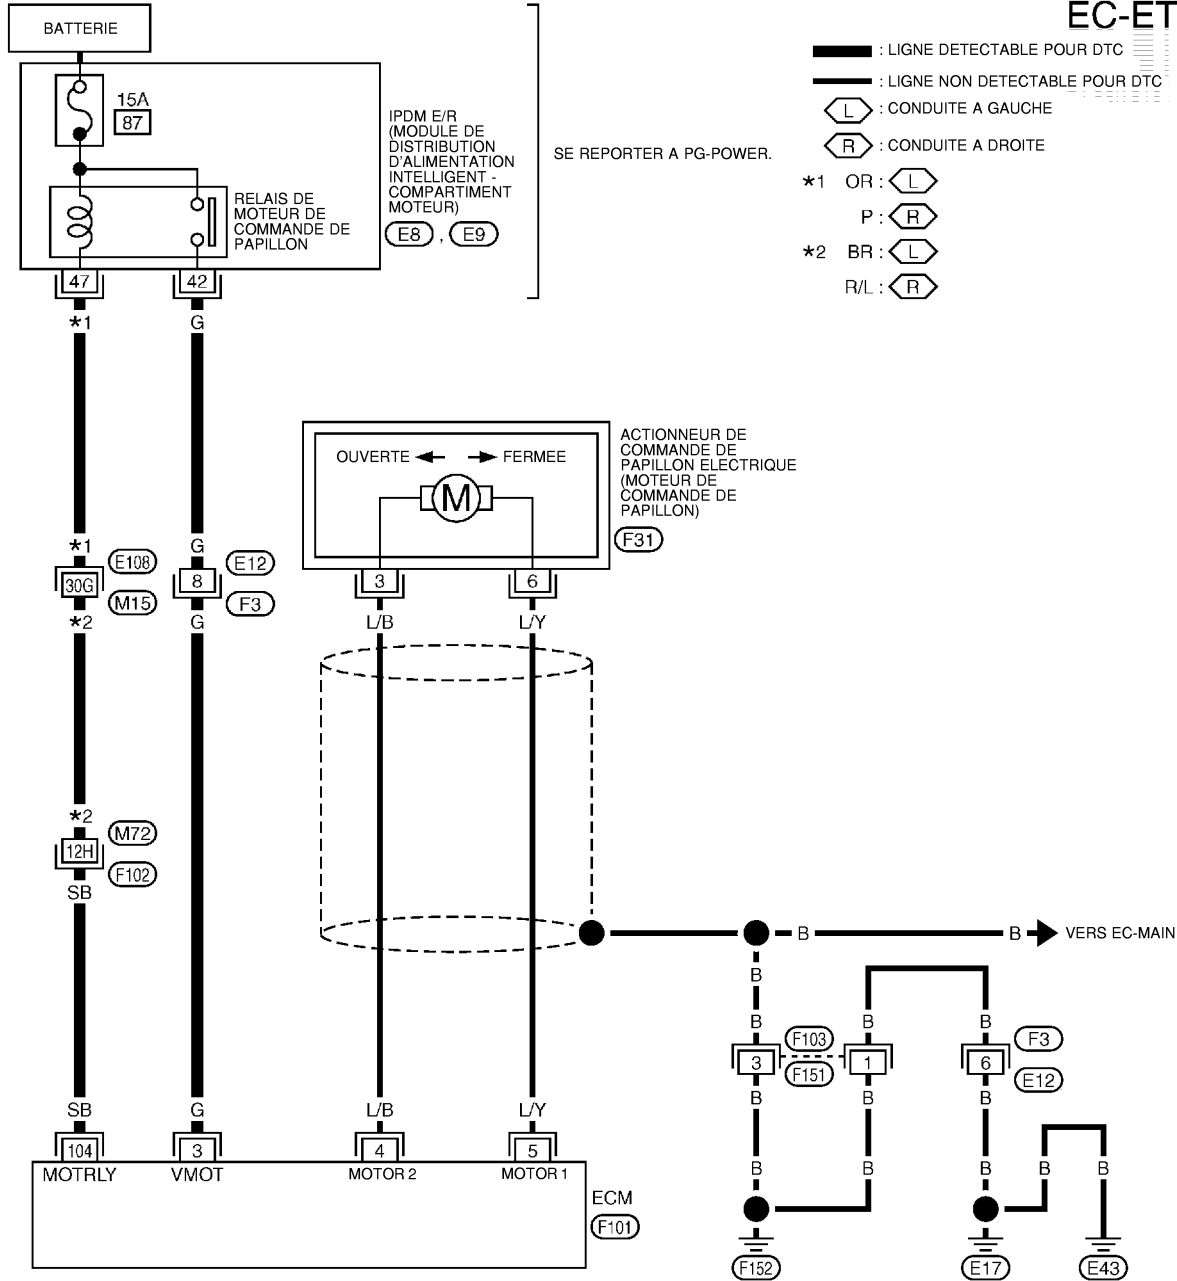 EC-ET
BATTERIE
: LIGNE DETECTABLE POUR DTC
: LIGNE NON DETECTABLE POUR DTC
L : CONDUITE A GAUCHE
R : CONDUITE A DROITE
*1 OR : L
P : R
*2 BR : L
R/L : R
15A
87
IPDM E/R
(MODULE DE
DISTRIBUTION
D'ALIMENTATION
INTELLIGENT -
COMPARTIMENT
MOTEUR)
E8 , E9
SE REPORTER A PG-POWER.
RELAIS DE
MOTEUR DE
COMMANDE DE
PAPILLON
47 42
*1 G
ACTIONNEUR DE
COMMANDE DE
PAPILLON ELECTRIQUE
(MOTEUR DE
COMMANDE DE
PAPILLON)
F31
OUVERTE FERMEE
M
*1 G
E108 E12
30G 8 3 6
M15 F3
*2 G L/B L/Y
*2
M72
12H
F102
SB
B B VERS EC-MAIN
B
B B B
F103 F3
3 1 6
F151 E12
B B B
SB G L/B L/Y
104 3 4 5
MOTRLY VMOT MOTOR 2 MOTOR 1
B B B B B
ECM
F101
F152 E17 E43